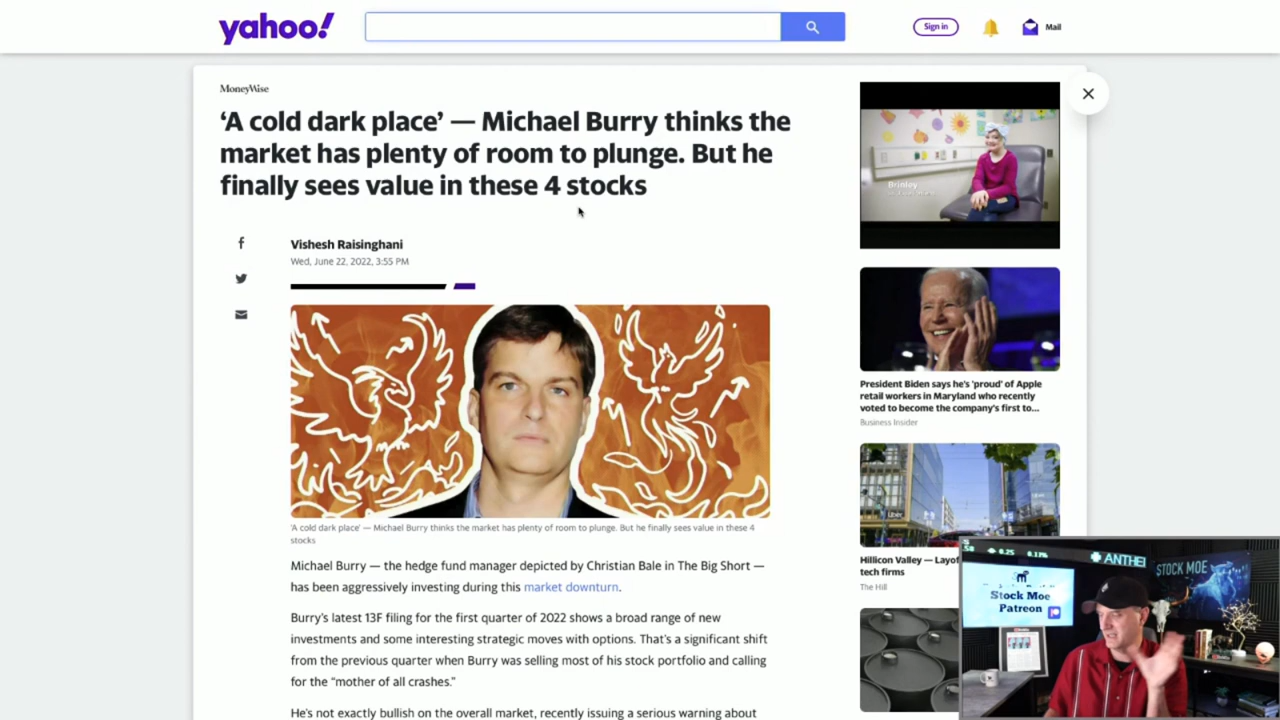 yahoo!
Sign in
Mail
MoneyWise
‘A cold dark place’ — Michael Burry thinks the
market has plenty of room to plunge. But he
finally sees value in these 4 stocks
Vishesh Raisinghani
Wed, June 22, 2022, 3:55 PM
'A cold dark place' — Michael Burry thinks the market has plenty of room to plunge. But he finally sees value in these 4
stocks
Michael Burry — the hedge fund manager depicted by Christian Bale in The Big Short —
has been aggressively investing during this market downturn.
Burry’s latest 13F filing for the first quarter of 2022 shows a broad range of new
investments and some interesting strategic moves with options. That’s a significant shift
from the previous quarter when Burry was selling most of his stock portfolio and calling
for the “mother of all crashes.”
He’s not exactly bullish on the overall market, recently issuing a serious warning about
Brinley
President Biden says he's 'proud' of Apple
retail workers in Maryland who recently
voted to become the company's first to...
Business Insider
Uber
Hillicon Valley — Layof
tech firms
The Hill
0.25 0.17%
ANTHE
STOCK MOE
Stock Moe
Patreon